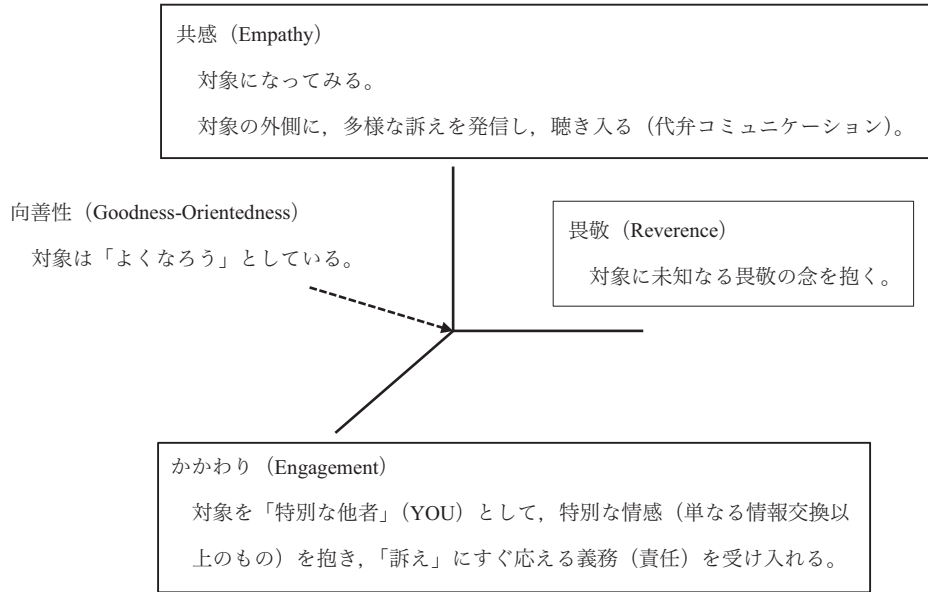 共感（Empathy）
対象になってみる。
対象の外側に，多様な訴えを発信し，聴き入る（代弁コミュニケーション）。
向善性（Goodness-Orientedness）
対象は「よくなろう」としている。
畏敬（Reverence）
対象に未知なる畏敬の念を抱く。
かかわり（Engagement）
対象を「特別な他者」（YOU）として，特別な情感（単なる情報交換以
上のもの）を抱き，「訴え」にすぐ応える義務（責任）を受け入れる。